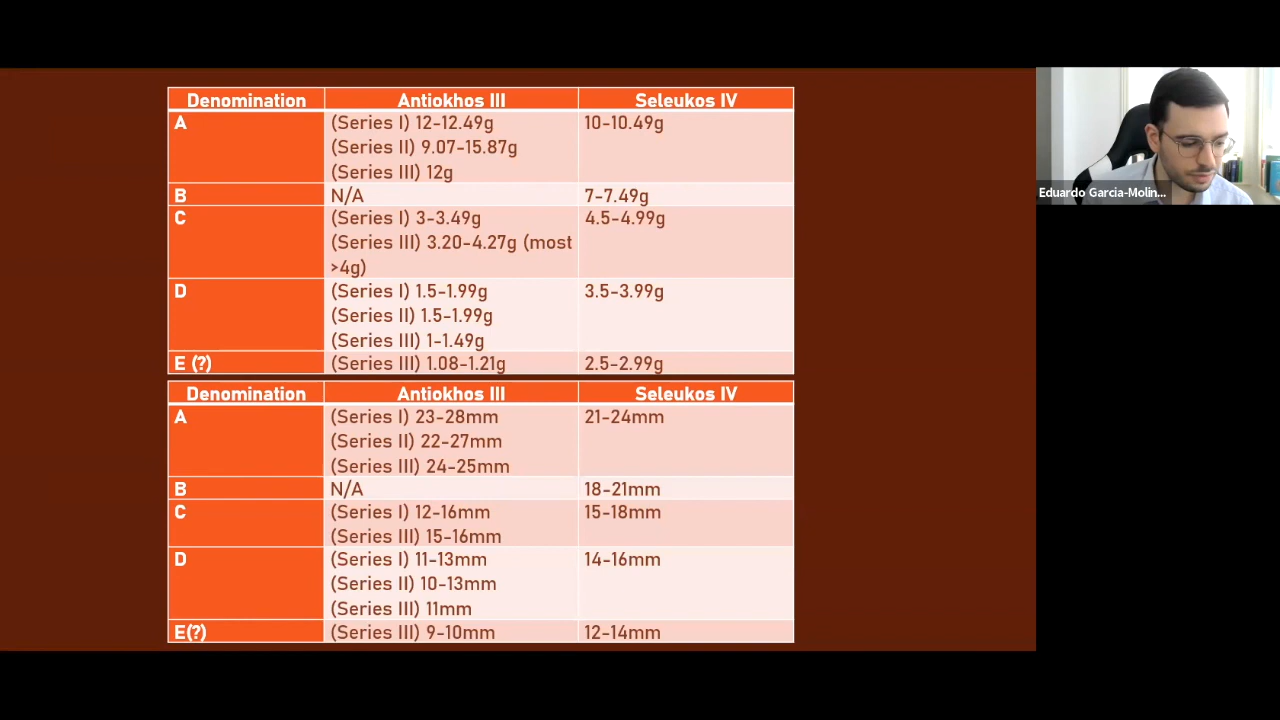 Denomination Antiokhos III Seleukos IV
A (Series I) 12-12.49g 10-10.49g
(Series II) 9.07-15.87g
(Series III) 12g
B N/A 7-7.49g
C (Series I) 3-3.49g 4.5-4.99g
(Series III) 3.20-4.27g (most
>4g)
D (Series I) 1.5-1.99g 3.5-3.99g
(Series II) 1.5-1.99g
(Series III) 1-1.49g
E (?) (Series III) 1.08-1.21g 2.5-2.99g
Denomination Antiokhos III Seleukos IV
A (Series I) 23-28mm 21-24mm
(Series II) 22-27mm
(Series III) 24-25mm
B N/A 18-21mm
C (Series I) 12-16mm 15-18mm
(Series III) 15-16mm
D (Series I) 11-13mm 14-16mm
(Series II) 10-13mm
(Series III) 11mm
E(?) (Series III) 9-10mm 12-14mm
Eduardo Garcia-Molin...